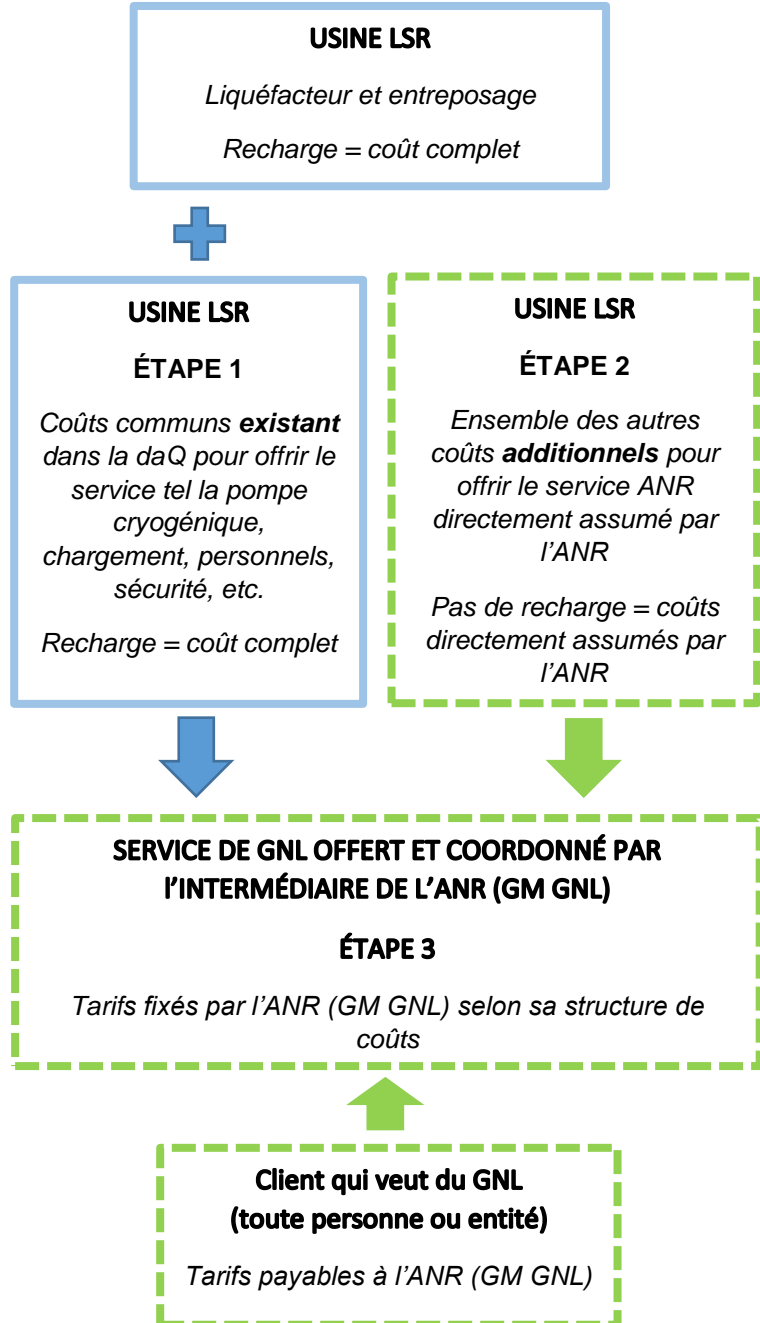 USINE LSR
Liquéfacteur et entreposage
Recharge = coût complet
USINE LSR
ÉTAPE 1
Coûts communs existant
dans la daQ pour offrir le
service tel la pompe
cryogénique,
chargement, personnels,
sécurité, etc.
Recharge = coût complet
USINE LSR
ÉTAPE 2
Ensemble des autres
coûts additionnels pour
offrir le service ANR
directement assumé par
l'ANR
Pas de recharge = coûts
directement assumés par
l'ANR
SERVICE DE GNL OFFERT ET COORDONNÉ PAR
l'INTERMÉDIAIRE DE L'ANR (GM GNL)
ÉTAPE 3
Tarifs fixés par l'ANR (GM GNL) selon sa structure de
coûts
Client qui veut du GNL
(toute personne ou entité)
Tarifs payables à l'ANR (GM GNL)